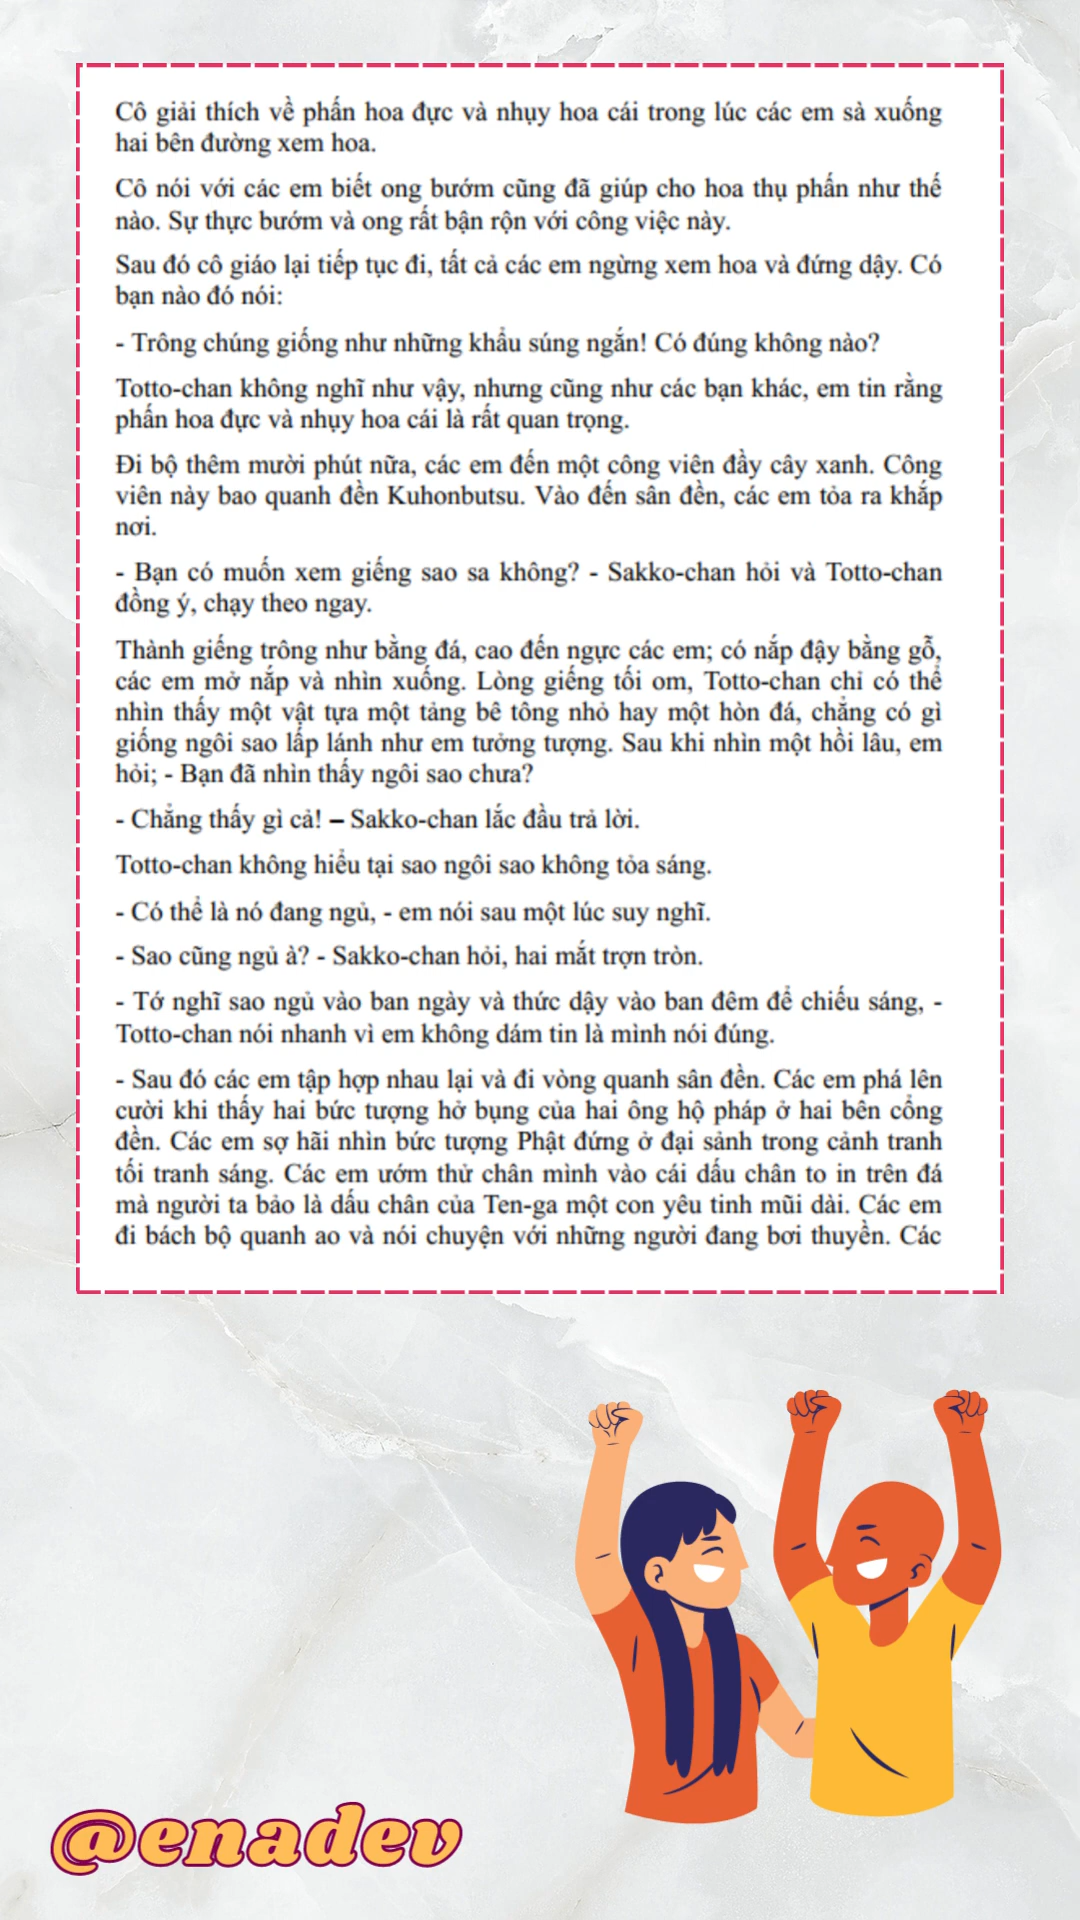 Cô giải thích về phấn hoa đực và nhụy hoa cái trong lúc các em sà xuống
hai bên đường xem hoa.
Cô nói với các em biết ong bướm cũng đã giúp cho hoa thụ phấn như thế
nào. Sự thực bướm và ong rất bận rộn với công việc này.
Sau đó cô giáo lại tiếp tục đi, tất cả các em ngừng xem hoa và đứng dậy. Có
bạn nào đó nói:
- Trông chúng giống như những khẩu súng ngắn! Có đúng không nào?
Totto-chan không nghĩ như vậy, nhưng cũng như các bạn khác, em tin rằng
phấn hoa đực và nhụy hoa cái là rất quan trọng.
Đi bộ thêm mười phút nữa, các em đến một công viên đầy cây xanh. Công
viên này bao quanh đền Kuhonbutsu. Vào đến sân đền, các em tỏa ra khắp
nơi.
- Bạn có muốn xem giếng sao sa không? - Sakko-chan hỏi và Totto-chan
đồng ý, chạy theo ngay.
Thành giếng trông như bằng đá, cao đến ngực các em; có nắp đậy bằng gỗ,
các em mở nắp và nhìn xuống. Lòng giếng tối om, Totto-chan chỉ có thể
nhìn thấy một vật tựa một tảng bê tông nhỏ hay một hòn đá, chẳng có gì
giống ngôi sao lấp lánh như em tưởng tượng. Sau khi nhìn một hồi lâu, em
hỏi; - Bạn đã nhìn thấy ngôi sao chưa?
- Chẳng thấy gì cả! – Sakko-chan lắc đầu trả lời.
Totto-chan không hiểu tại sao ngôi sao không tỏa sáng.
- Có thể là nó đang ngủ, - em nói sau một lúc suy nghĩ.
- Sao cũng ngủ à? - Sakko-chan hỏi, hai mắt trợn tròn.
- Tớ nghĩ sao ngủ vào ban ngày và thức dậy vào ban đêm để chiếu sáng, -
Totto-chan nói nhanh vì em không dám tin là mình nói đúng.
- Sau đó các em tập hợp nhau lại và đi vòng quanh sân đền. Các em phá lên
cười khi thấy hai bức tượng hở bụng của hai ông hộ pháp ở hai bên cổng
đền. Các em sợ hãi nhìn bức tượng Phật đứng ở đại sảnh trong cảnh tranh
tối tranh sáng. Các em ướm thử chân mình vào cái dấu chân to in trên đá
mà người ta bảo là dấu chân của Ten-ga một con yêu tinh mũi dài. Các em
đi bách bộ quanh ao và nói chuyện với những người đang bơi thuyền. Các
@enadev